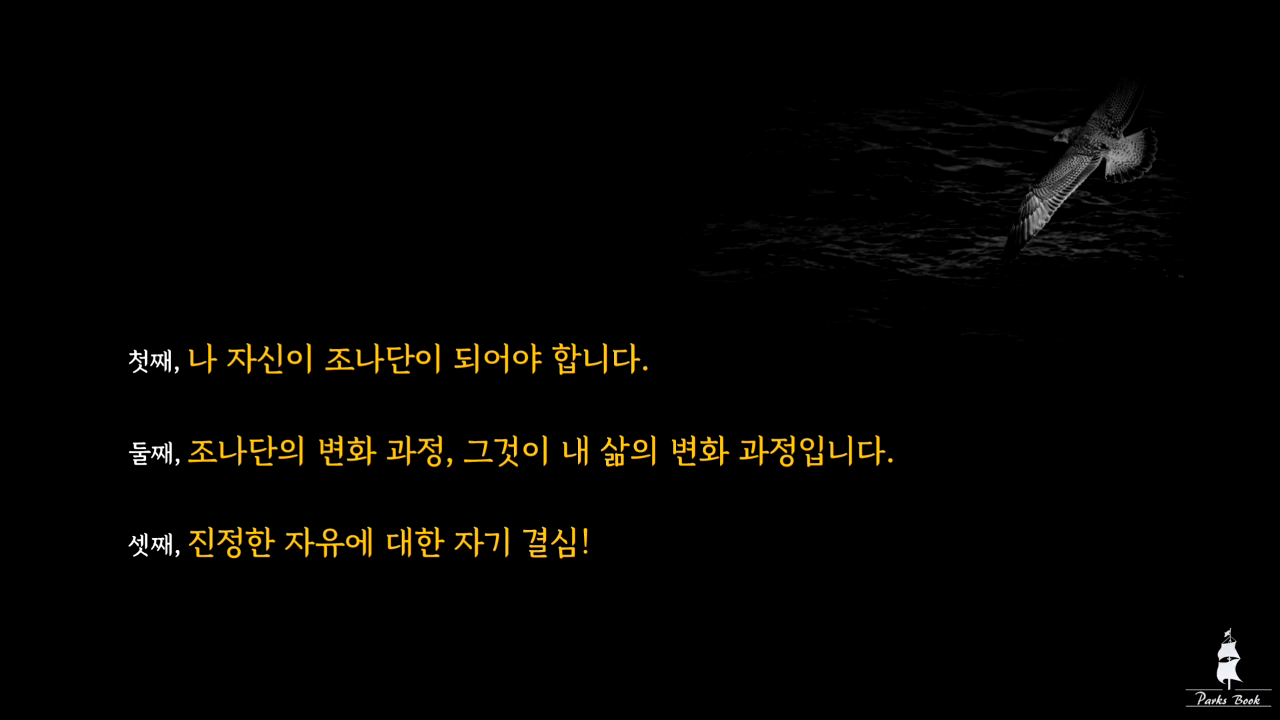 첫째, 나 자신이 조나단이 되어야 합니다.
둘째, 조나단의 변화 과정, 그것이 내 삶의 변화 과정입니다.
셋째, 진정한 자유에 대한 자기 결심!
Parks Book